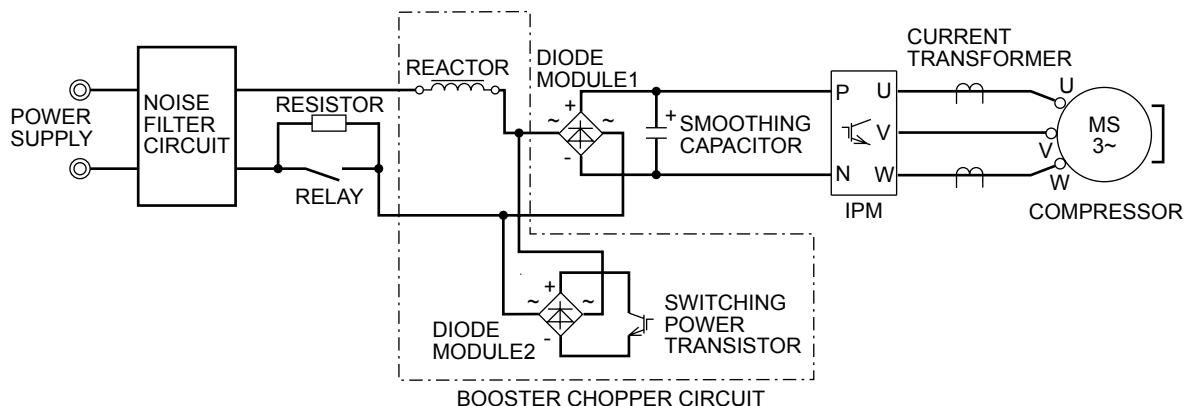 POWER
SUPPLY
NOISE
FILTER
CIRCUIT
RESISTOR
RELAY
REACTOR
DIODE
MODULE1
+
~ ~
-
+
SMOOTHING
CAPACITOR
P U
V
N W
IPM
CURRENT
TRANSFORMER
U
V
W
MS
3~
COMPRESSOR
+
~ ~
-
DIODE
MODULE2
SWITCHING
POWER
TRANSISTOR
BOOSTER CHOPPER CIRCUIT